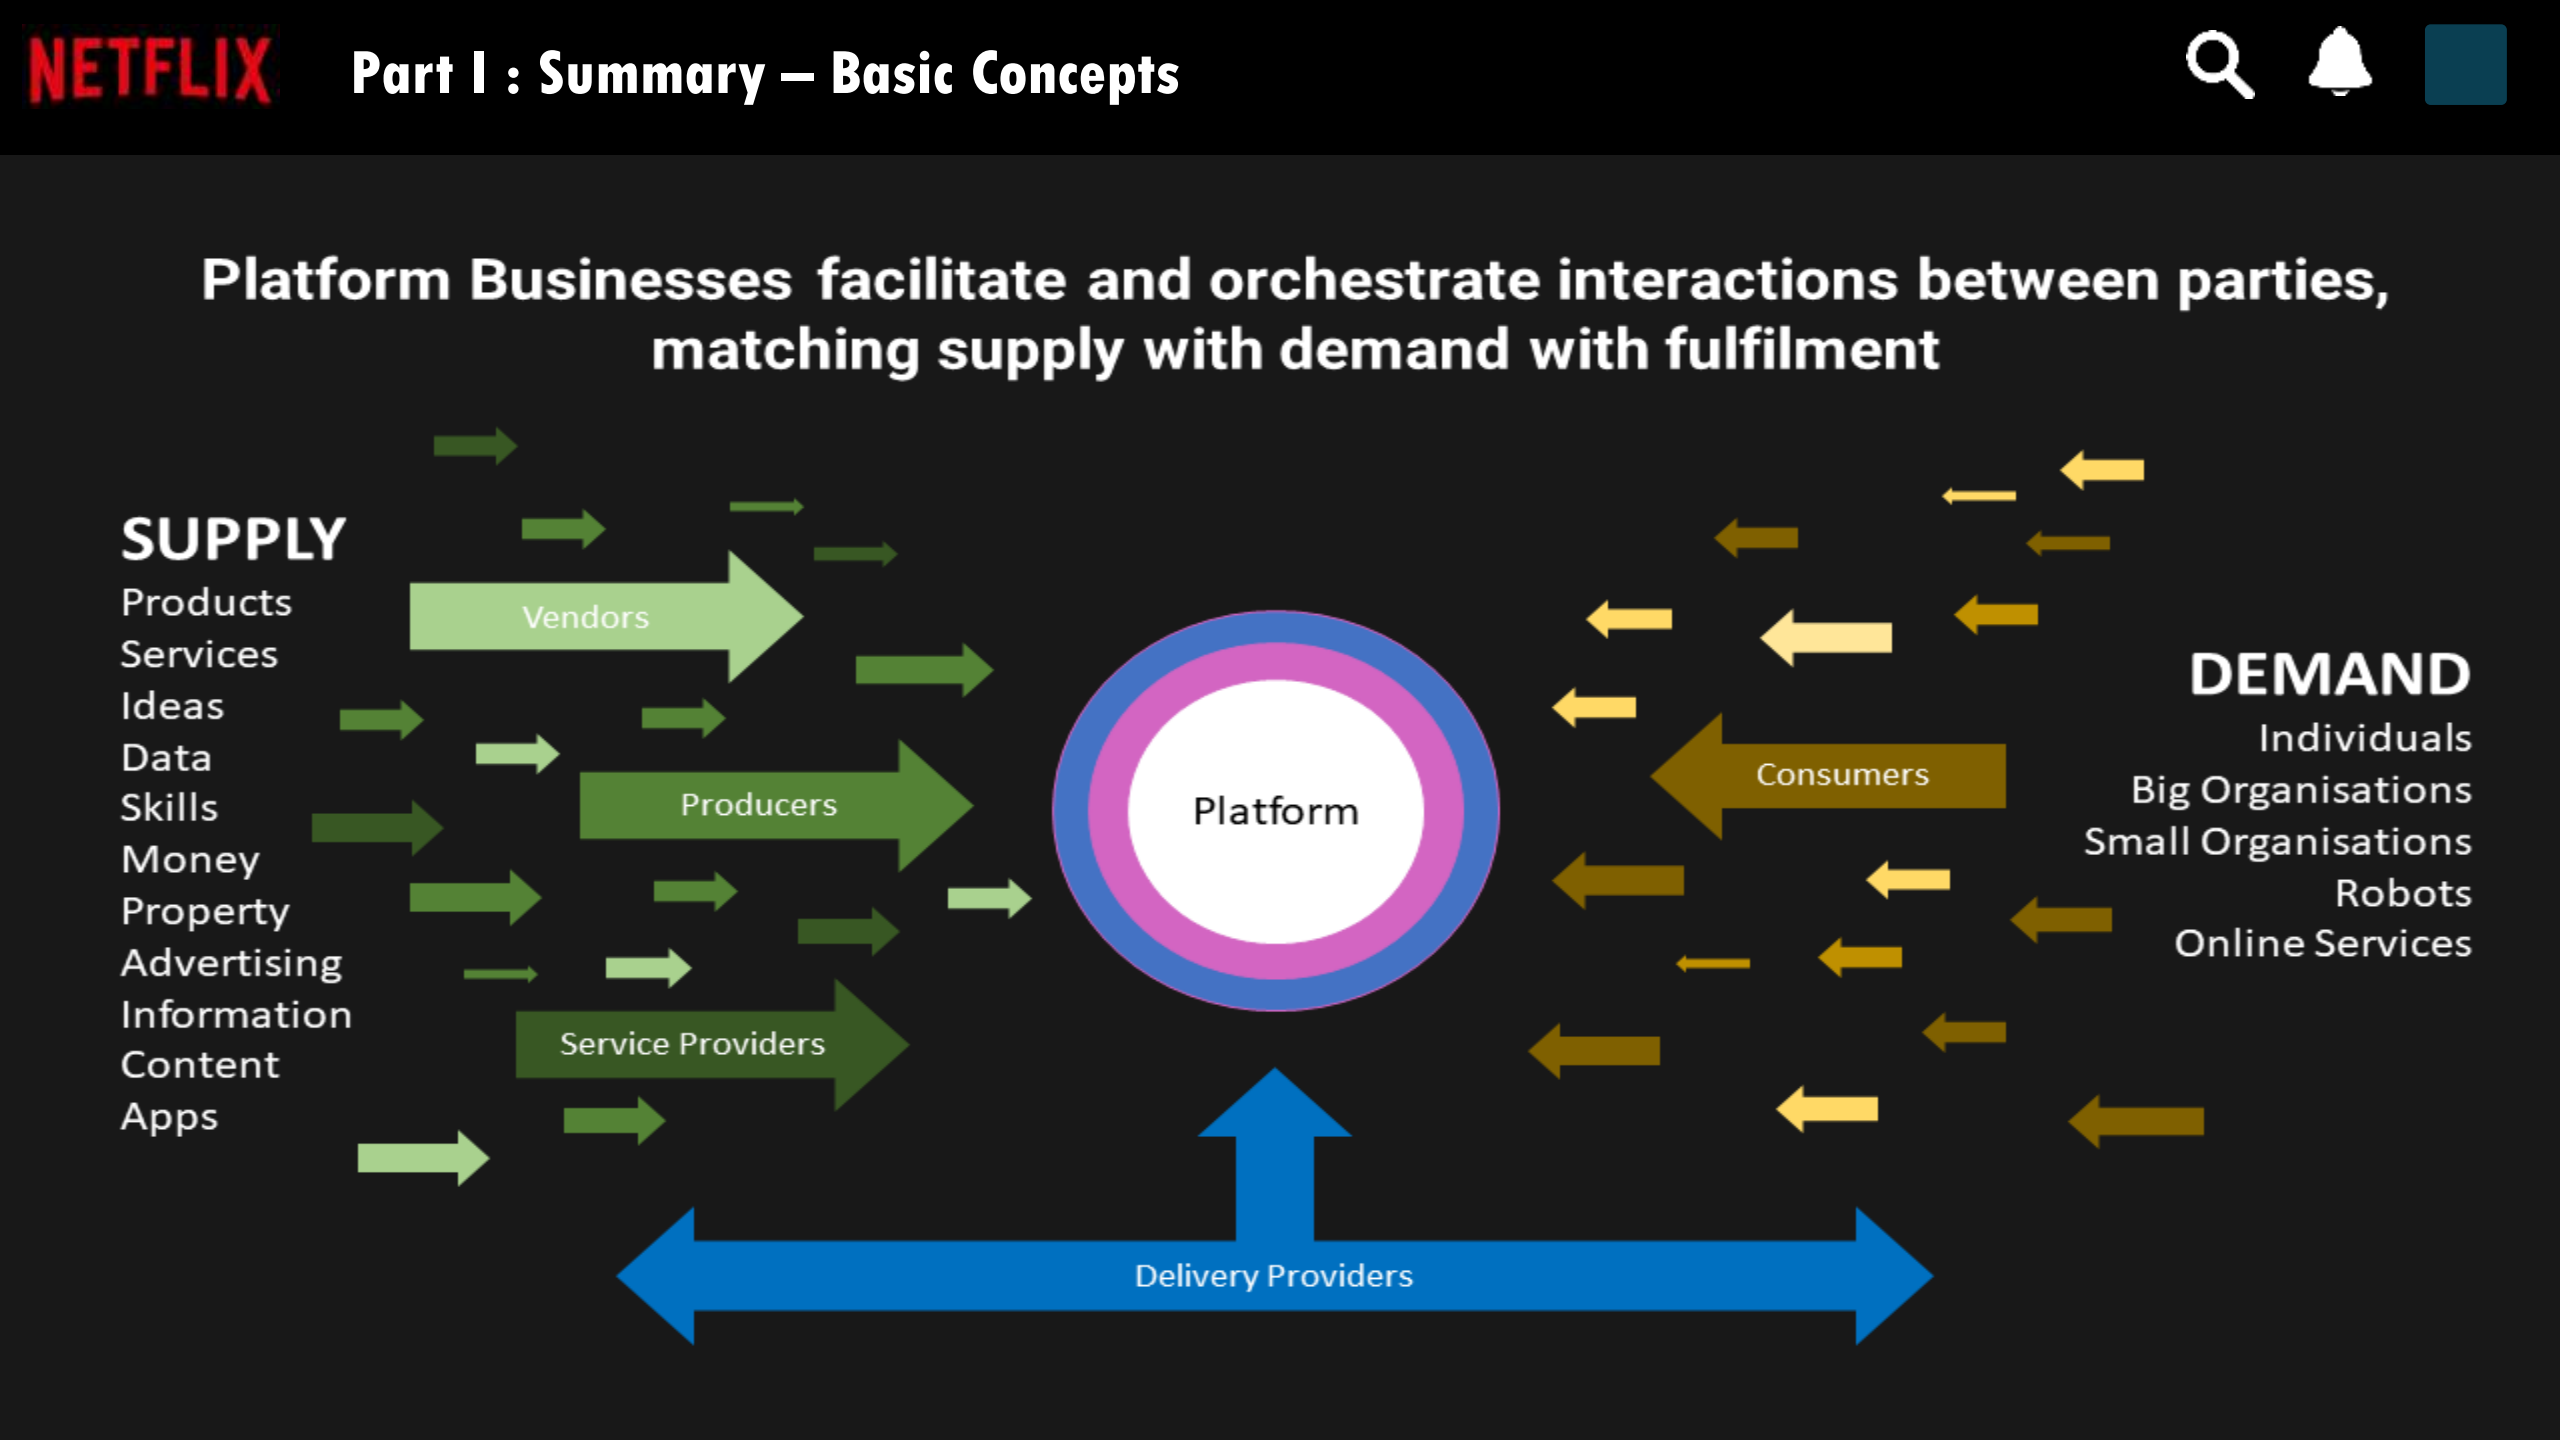 NETFLIX
Part I : Summary – Basic Concepts
Platform Businesses facilitate and orchestrate interactions between parties,
matching supply with demand with fulfilment
SUPPLY
Products
Services
Ideas
Data
Skills
Money
Property
Advertising
Information
Content
Apps
Vendors
Producers
Service Providers
Platform
Consumers
DEMAND
Individuals
Big Organisations
Small Organisations
Robots
Online Services
Delivery Providers